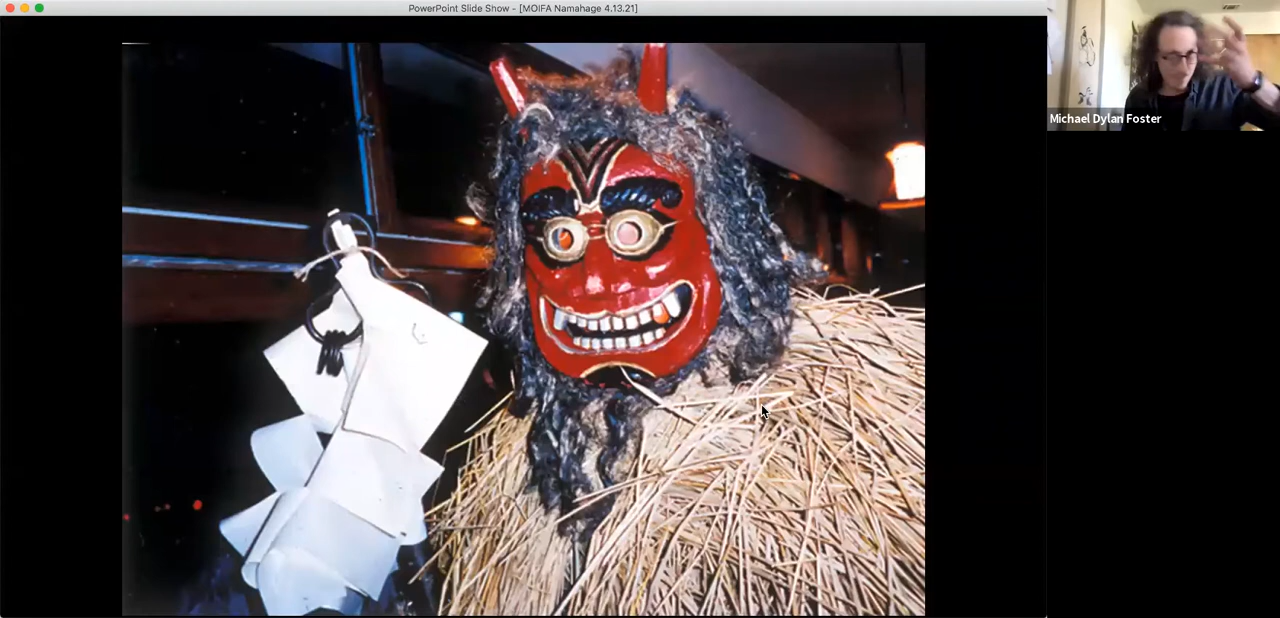 PowerPoint Slide Show - [MOIFA Namahage 4.13.21]
Michael Dylan Foster